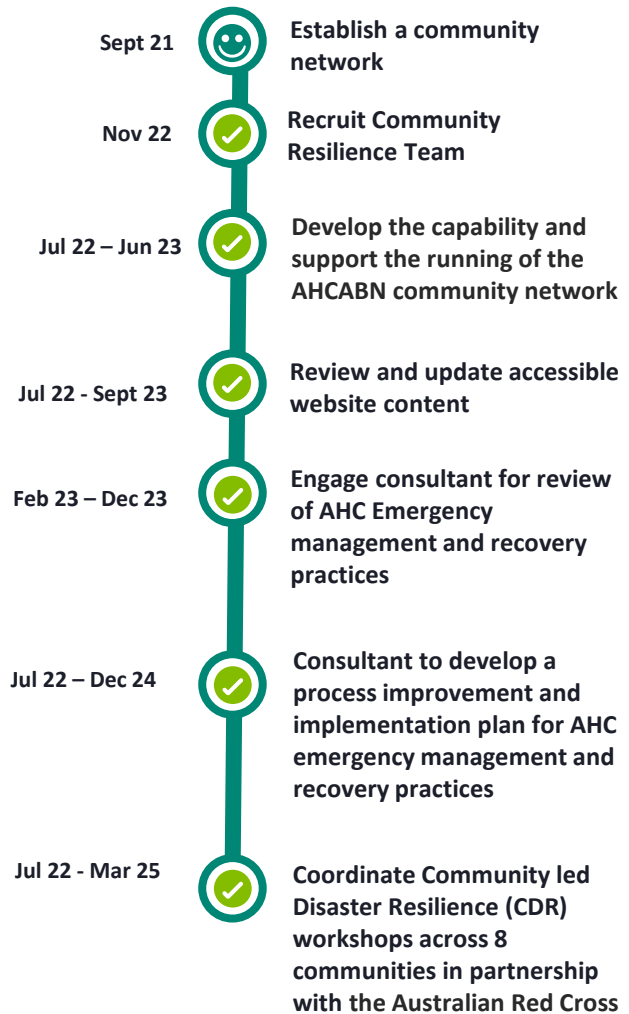 Sept 21
Establish a community
network
Nov 22
Recruit Community
Resilience Team
Jul 22 – Jun 23
Develop the capability and
support the running of the
AHCABN community network
Jul 22 - Sept 23
Review and update accessible
website content
Feb 23 – Dec 23
Engage consultant for review
of AHC Emergency
management and recovery
practices
Jul 22 – Dec 24
Consultant to develop a
process improvement and
implementation plan for AHC
emergency management and
recovery practices
Jul 22 - Mar 25
Coordinate Community led
Disaster Resilience (CDR)
workshops across 8
communities in partnership
with the Australian Red Cross